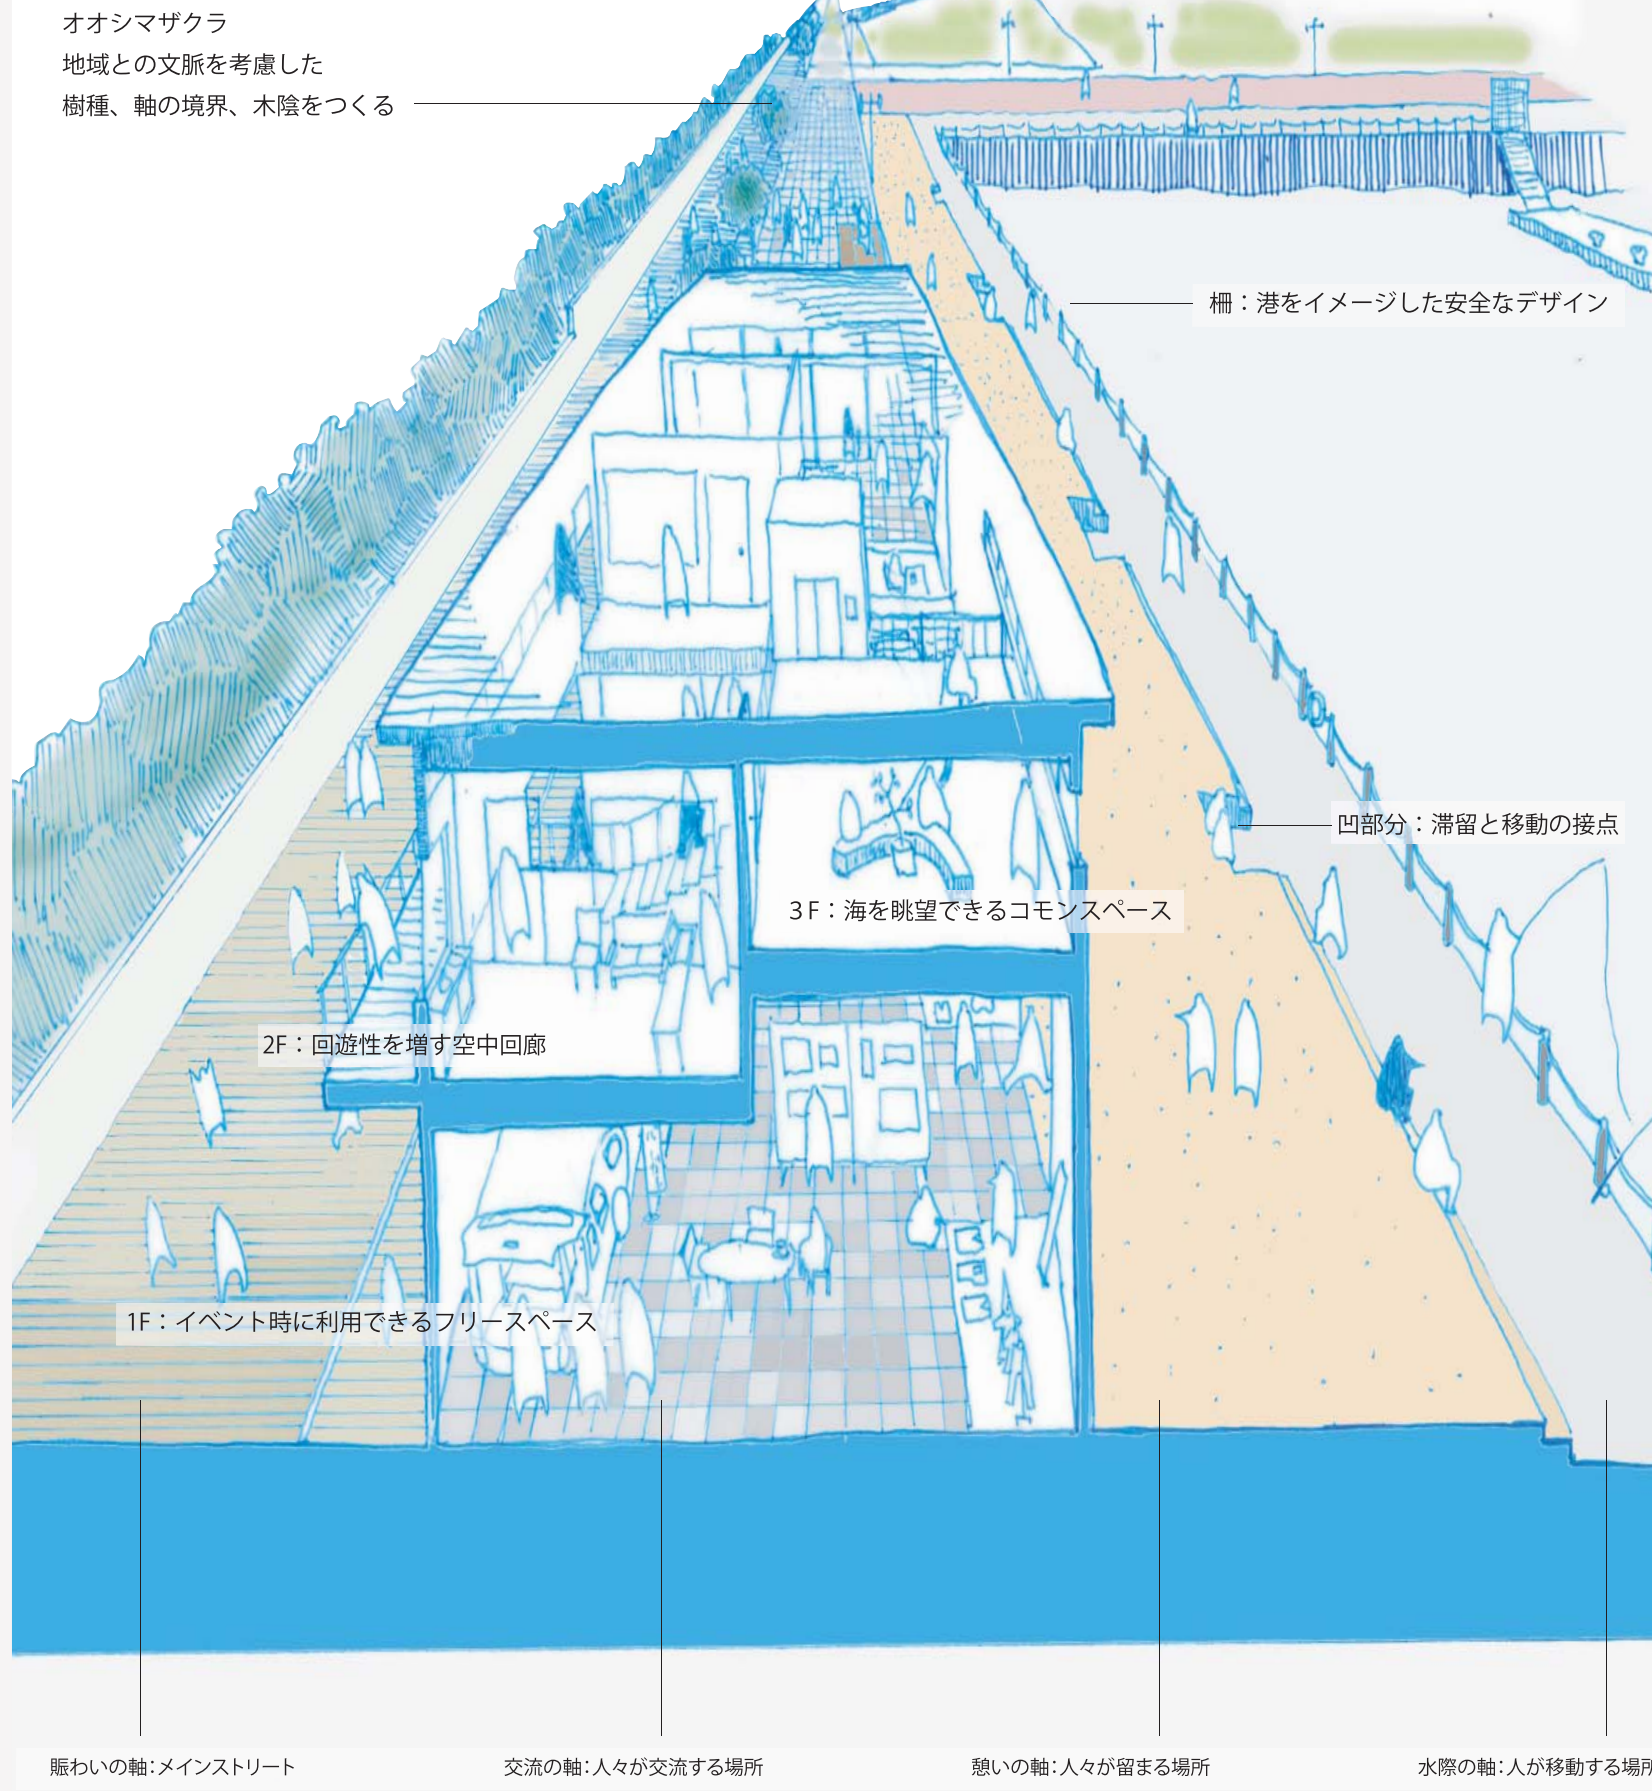 オオシマザクラ
地域との文脈を考慮した
樹種、軸の境界、木陰をつくる
柵：港をイメージした安全なデザイン
凹部分：滞留と移動の接点
3F：海を眺望できるコモンスペース
2F：回遊性を増す空中回廊
1F：イベント時に利用できるフリースペース
賑わいの軸：メインストリート
交流の軸：人々が交流する場所
憩いの軸：人々が留まる場所
水際の軸：人が移動する場所